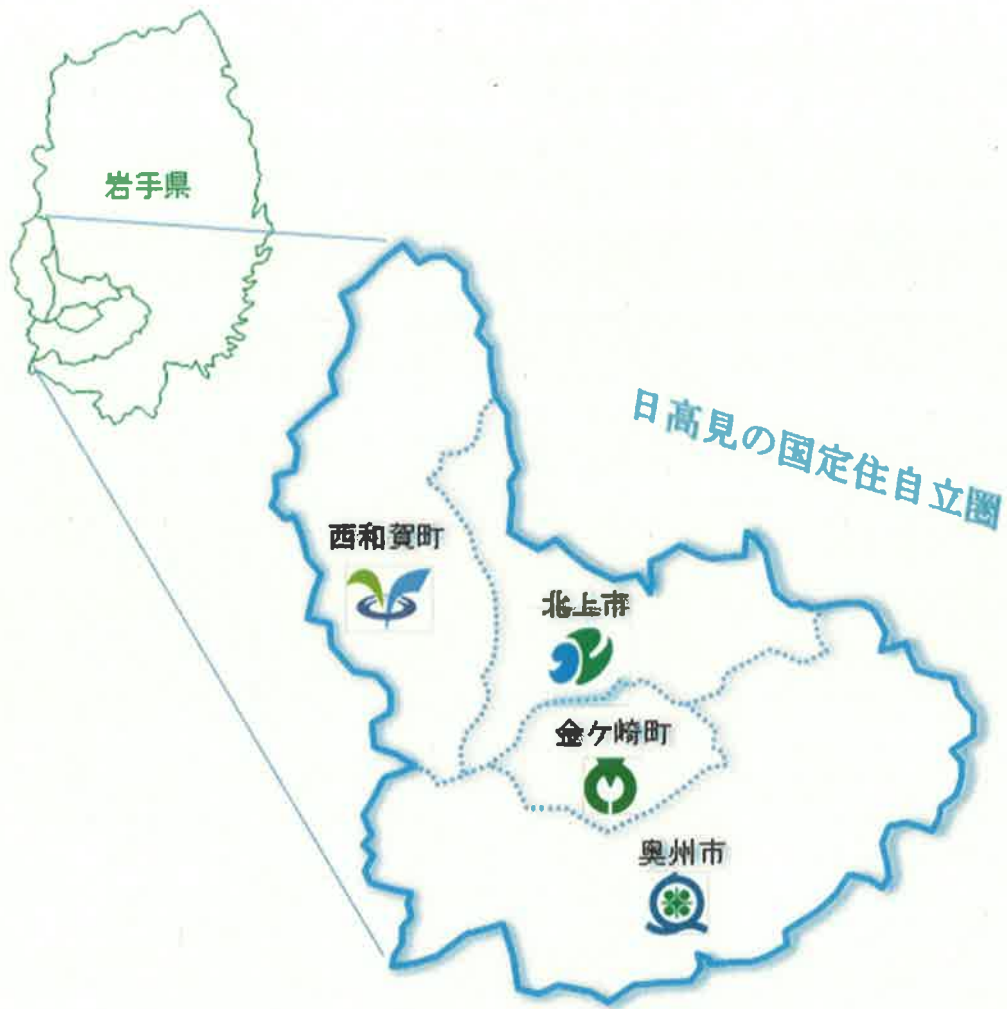 岩手県
日高見の国定住自立圏
西和賀町
北上市
金ケ崎町
奥州市